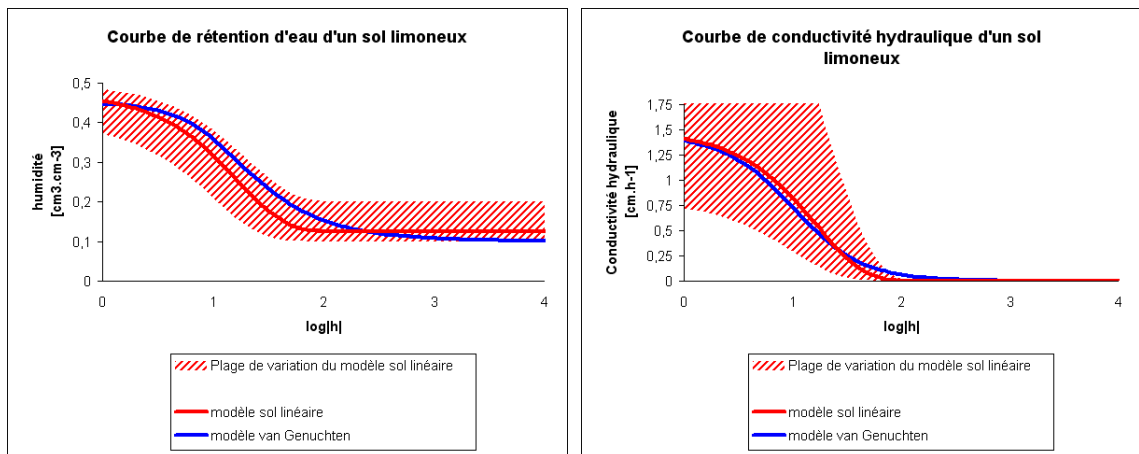 Courbe de rétention d'eau d'un sol limoneux
0,5
0,4
0,3
0,2
0,1
0
humidité
[cm3.cm-3]
0 1 2 3 4
log|h|
Plage de variation du modèle sol linéaire
modèle sol linéaire
modèle van Genuchten
Courbe de conductivité hydraulique d'un sol
limoneux
1,75
1,5
1,25
1
0,75
0,5
0,25
0
Conductivité hydraulique
[cm.h-1]
0 1 2 3 4
log|h|
Plage de variation du modèle sol linéaire
modèle sol linéaire
modèle van Genuchten